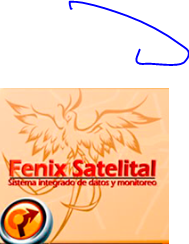 Fenix Satelital
Sistema integrado de datos y monitoreo